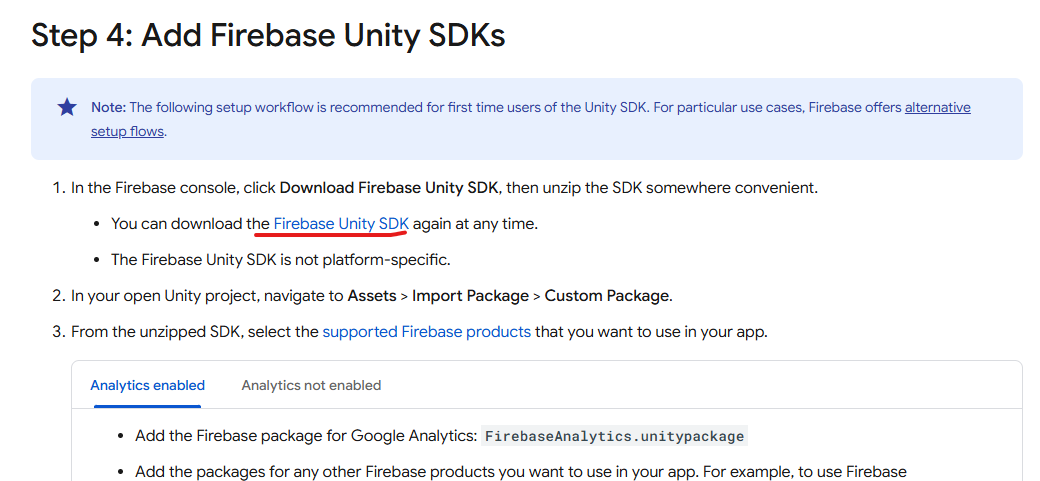 Step 4: Add Firebase Unity SDKs
Note: The following setup workflow is recommended for first time users of the Unity SDK. For particular use cases, Firebase offers alternative
setup flows.
1. In the Firebase console, click Download Firebase Unity SDK, then unzip the SDK somewhere convenient.
• You can download the Firebase Unity SDK again at any time.
• The Firebase Unity SDK is not platform-specific.
2. In your open Unity project, navigate to Assets > Import Package > Custom Package.
3. From the unzipped SDK, select the supported Firebase products that you want to use in your app.
Analytics enabled Analytics not enabled
• Add the Firebase package for Google Analytics: FirebaseAnalytics.unitypackage
• Add the packages for any other Firebase products you want to use in your app. For example, to use Firebase